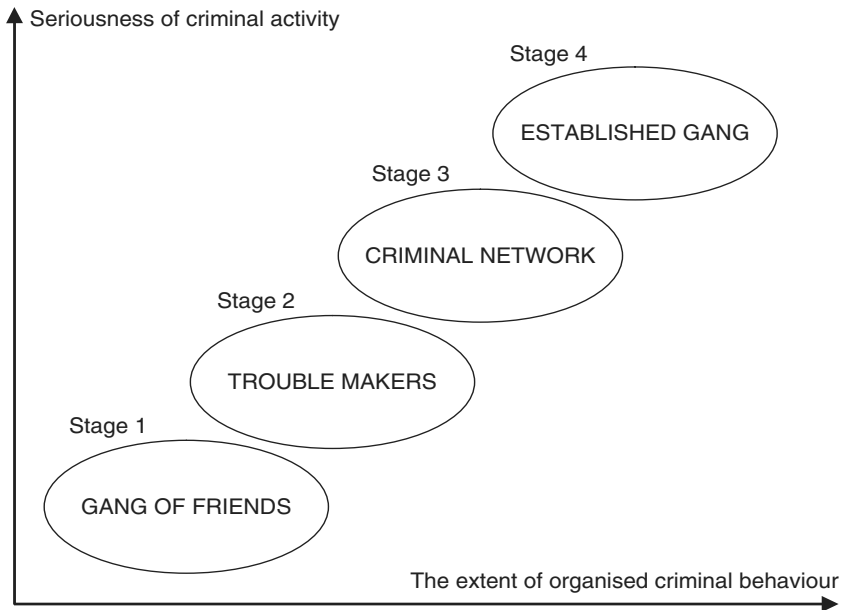 Seriousness of criminal activity
Stage 4
ESTABLISHED GANG
Stage 3
CRIMINAL NETWORK
Stage 2
TROUBLE MAKERS
Stage 1
GANG OF FRIENDS
The extent of organised criminal behaviour